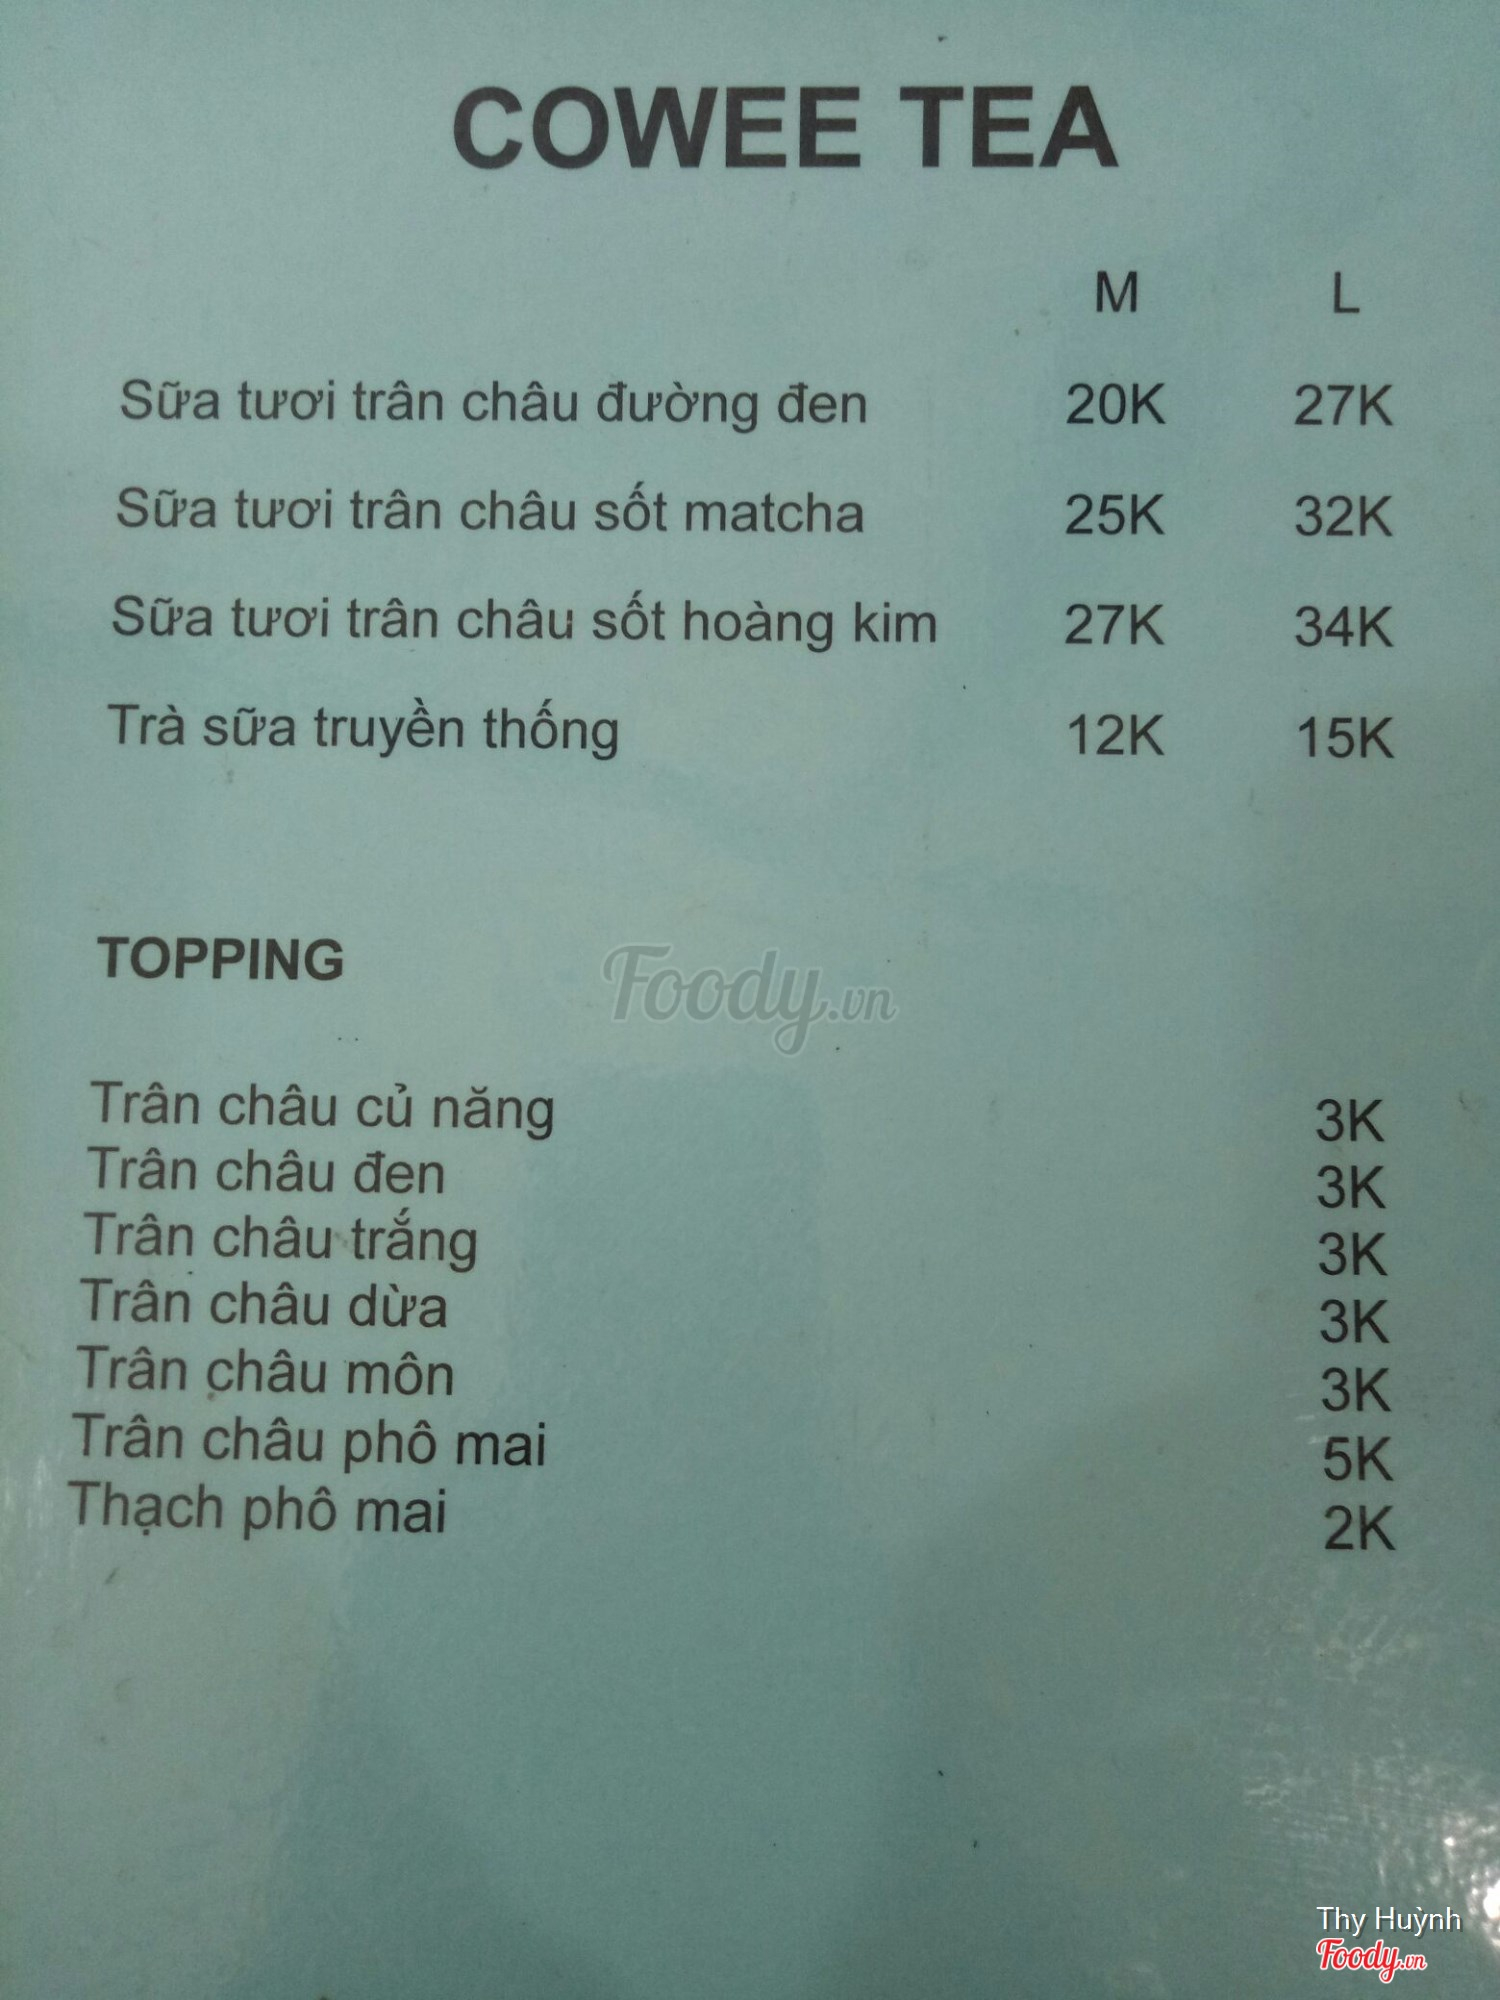 COWEE TEA
M L
Sữa tươi trân châu đường đen 20K 27K
Sữa tươi trân châu sốt matcha 25K 32K
Sữa tươi trân châu sốt hoàng kim 27K 34K
Trà sữa truyền thống 12K 15K
TOPPING
Foody.vn
Trân châu củ năng 3K
Trân châu đen 3K
Trân châu trắng 3K
Trân châu dừa 3K
Trân châu môn 3K
Trân châu phô mai 5K
Thạch phô mai 2K
Thy Huỳnh
Foody.vn